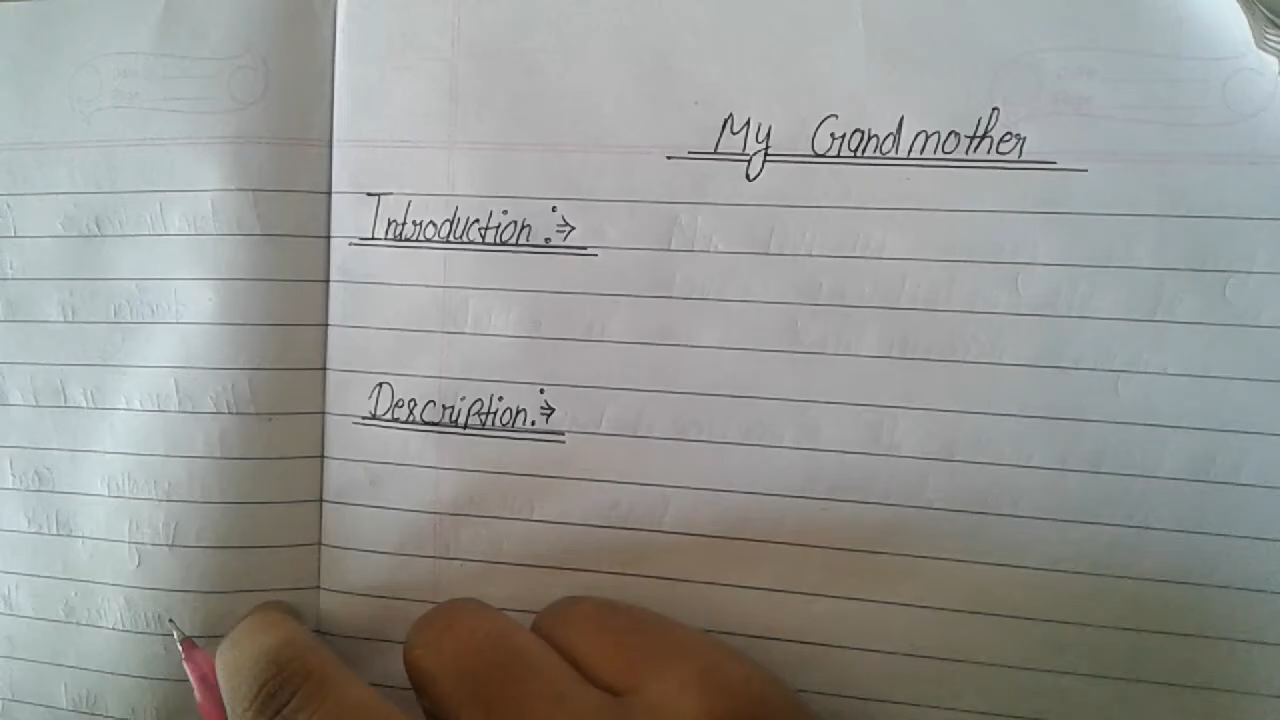 My Grandmother
Introduction :→
Description :→